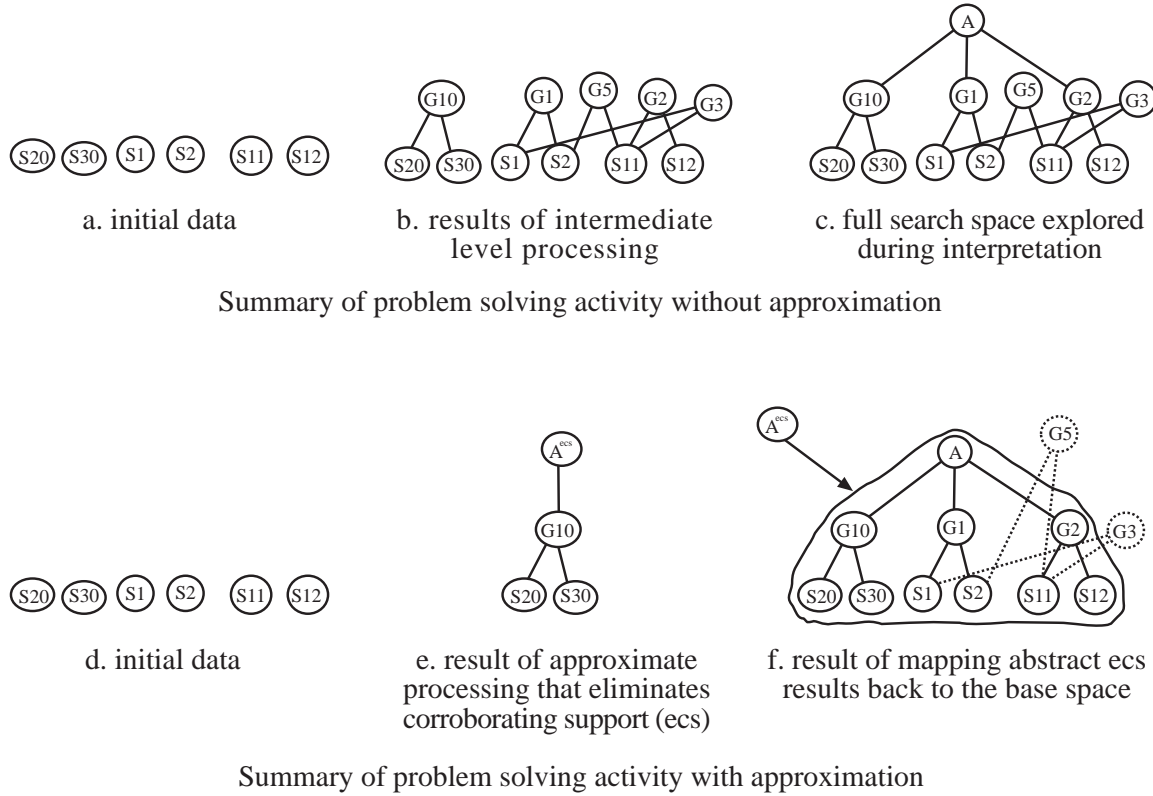 A
G10 G1 G5 G2 G3
G10 G1 G5 G2 G3
S20 S30 S1 S2 S11 S12
S20 S30 S1 S2 S11 S12
S20 S30 S1 S2 S11 S12
a. initial data
b. results of intermediate
level processing
c. full search space explored
during interpretation
Summary of problem solving activity without approximation
A^ecs
G10
S20 S30
A^ecs
A
G5
G10 G1 G2 G3
S20 S30 S1 S2 S11 S12
S20 S30 S1 S2 S11 S12
d. initial data
e. result of approximate
processing that eliminates
corroborating support (ecs)
f. result of mapping abstract ecs
results back to the base space
Summary of problem solving activity with approximation